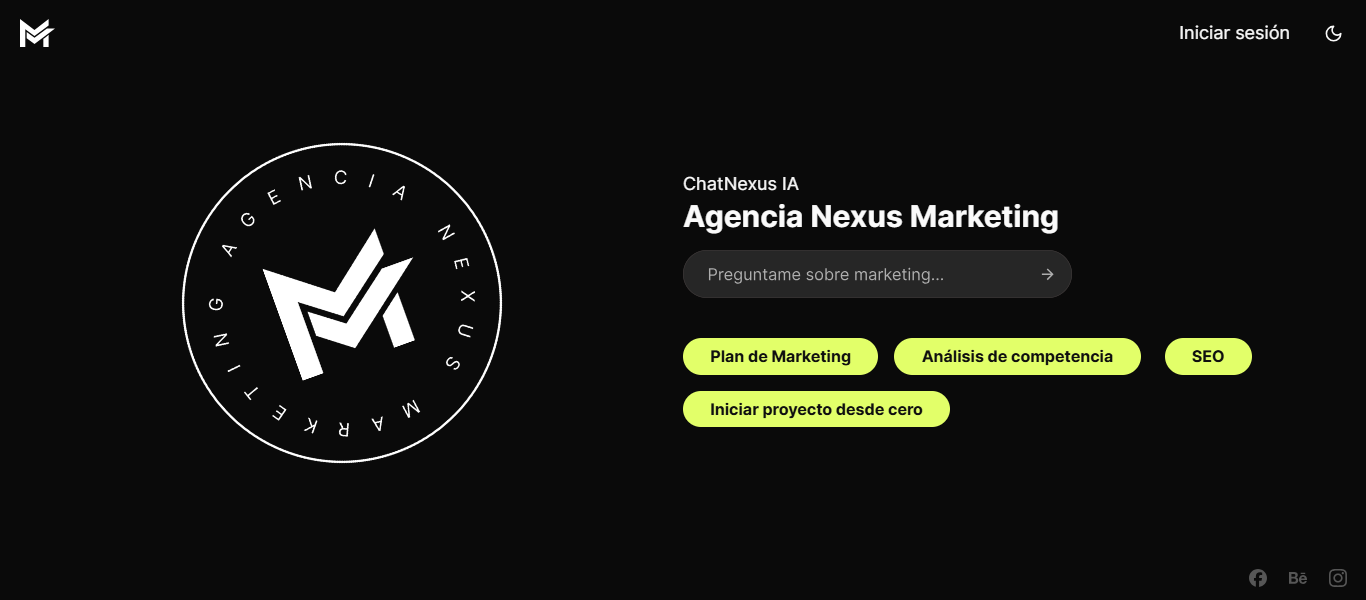 Iniciar sesión
AGENCIA NEXUS MARKETING
ChatNexus IA
Agencia Nexus Marketing
Preguntame sobre marketing...
Plan de Marketing
Análisis de competencia
SEO
Iniciar proyecto desde cero
Bē